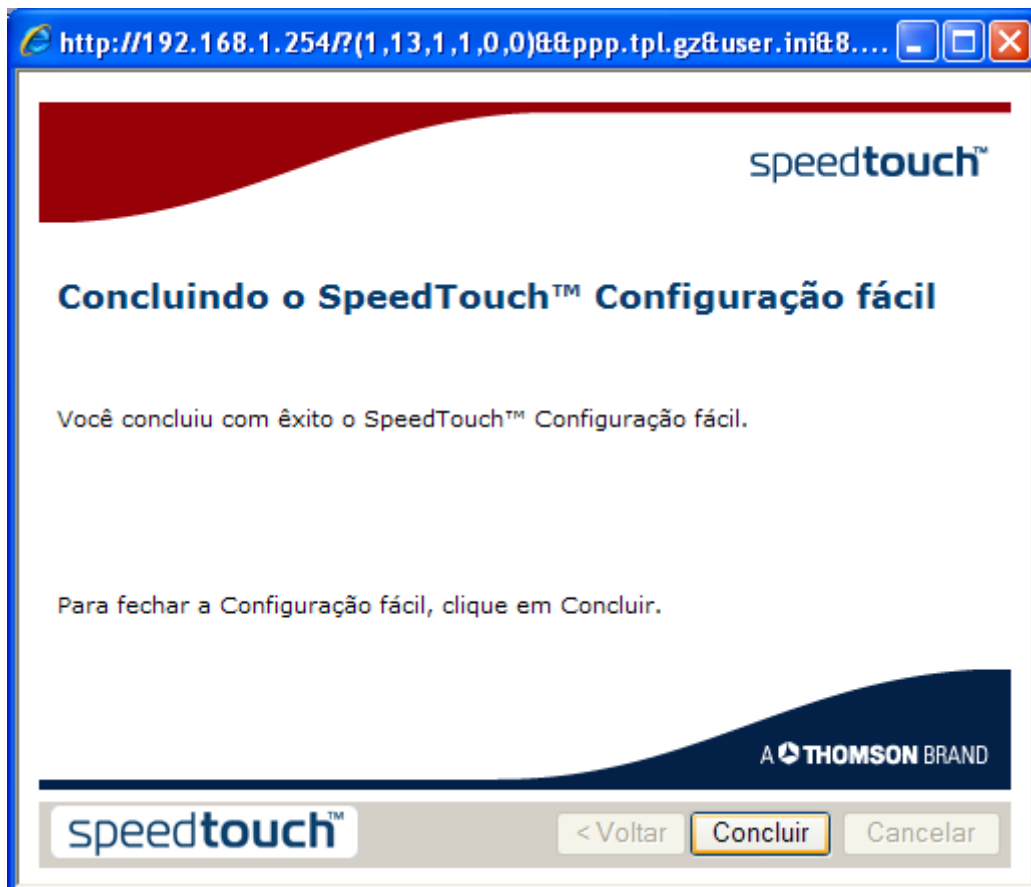 http://192.168.1.254/?(1,13,1,1,0,0)&&ppp.tpl.gz&user.ini&8....
speedtouch™
Concluindo o SpeedTouch™ Configuração fácil
Você concluiu com êxito o SpeedTouch™ Configuração fácil.
Para fechar a Configuração fácil, clique em Concluir.
A THOMSON BRAND
speedtouch™ < Voltar Concluir Cancelar